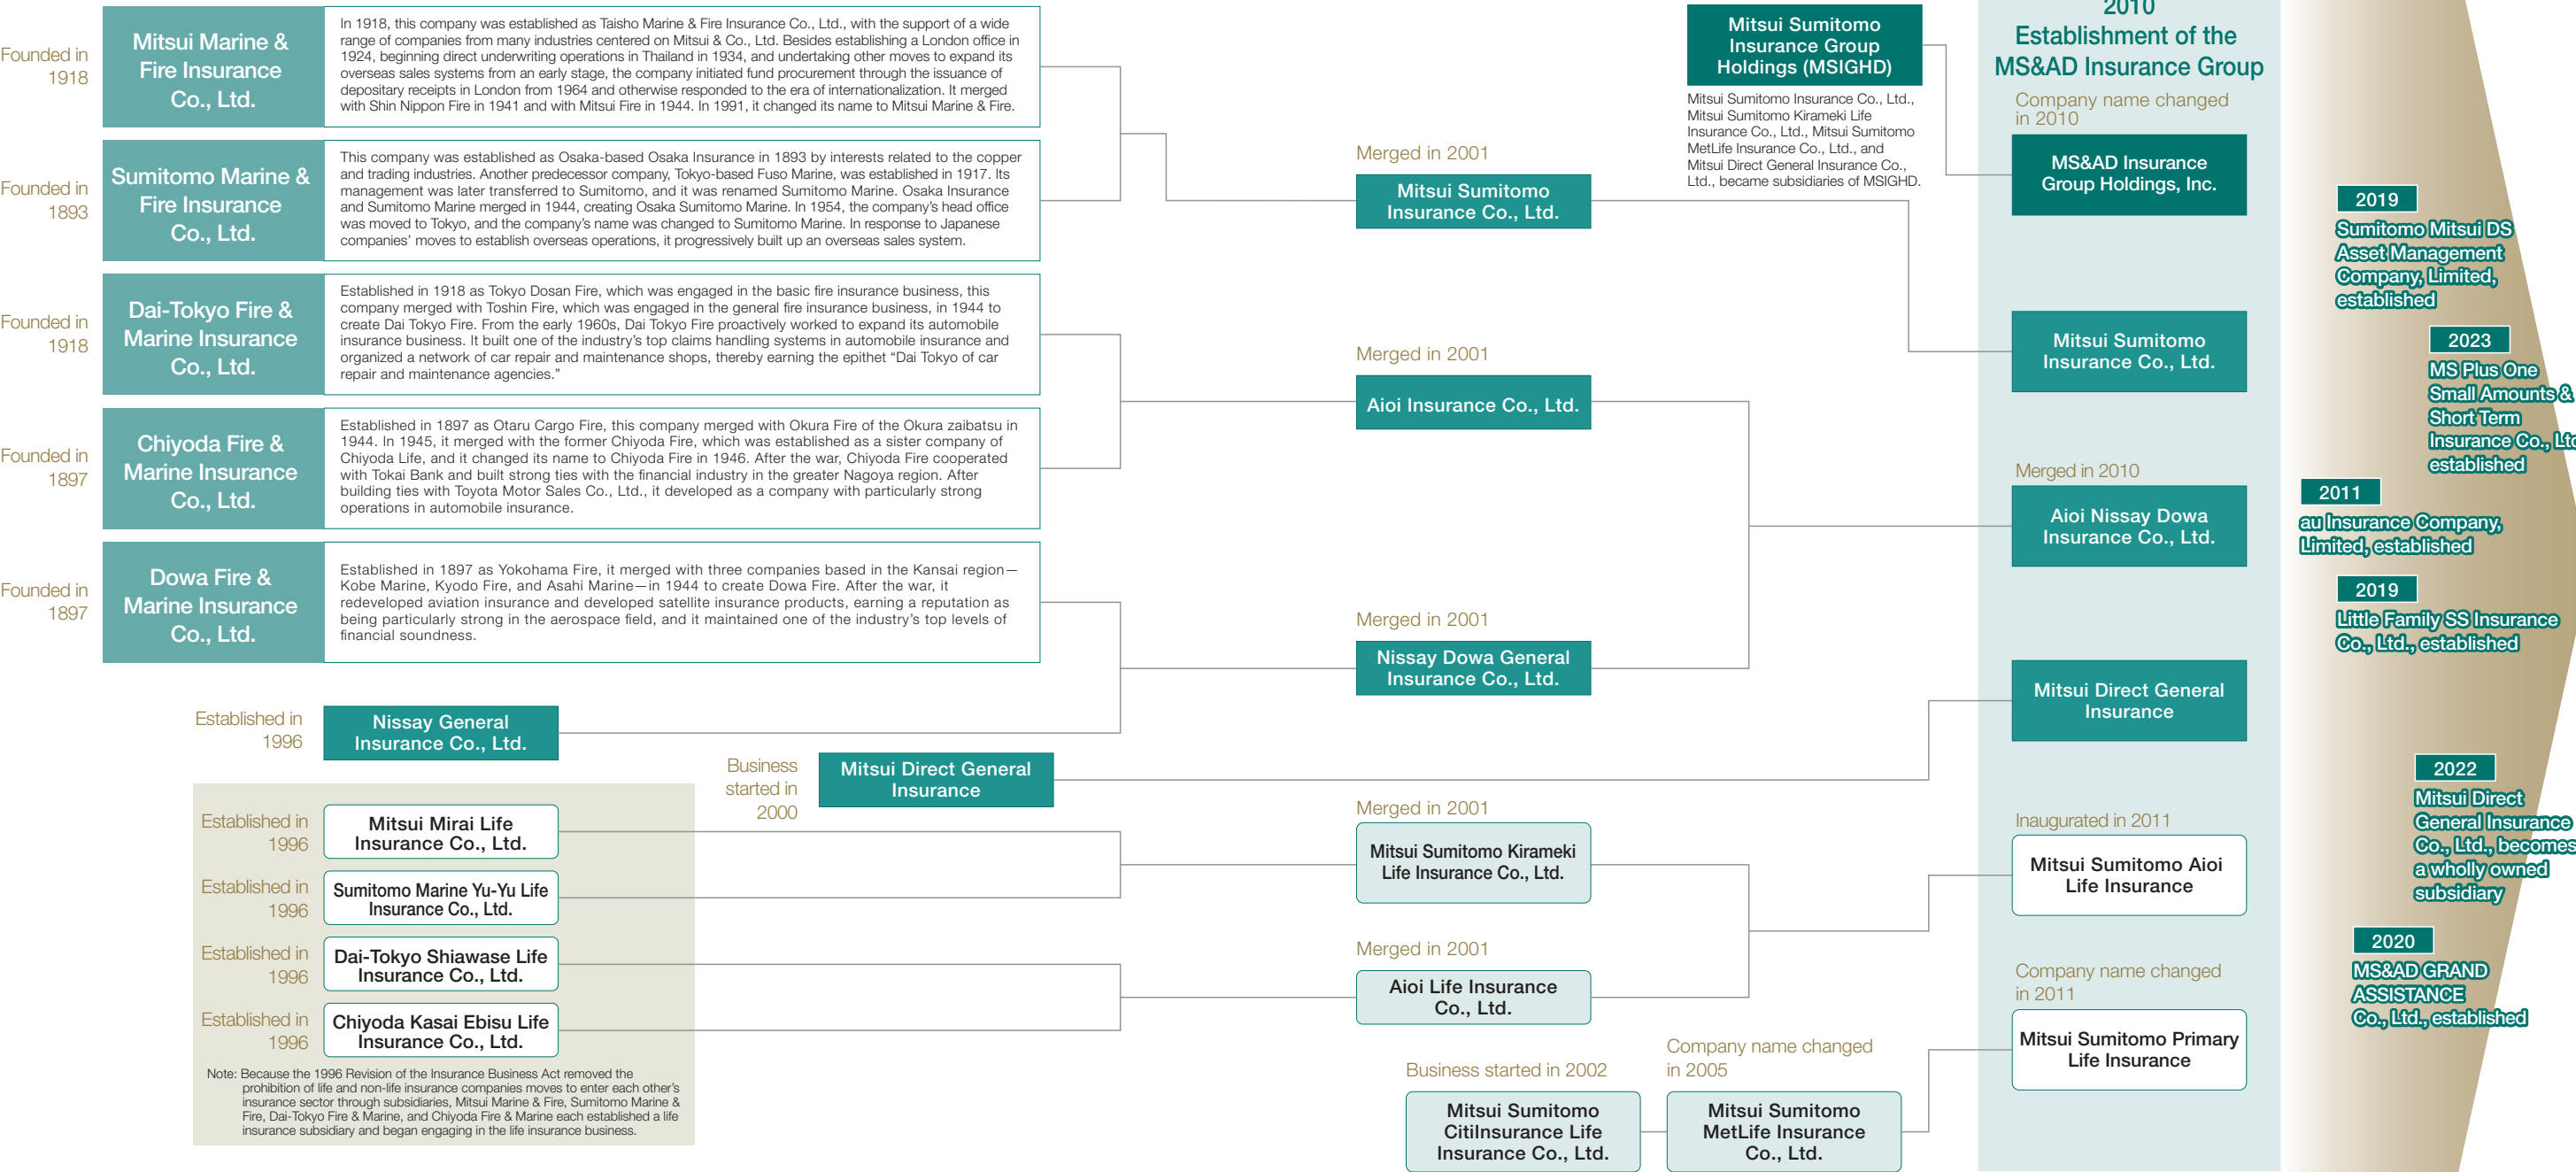 Founded in
1918
Mitsui Marine &
Fire Insurance
Co., Ltd.
In 1918, this company was established as Taisho Marine & Fire Insurance Co., Ltd., with the support of a wide
range of companies from many industries centered on Mitsui & Co., Ltd. Besides establishing a London office in
1924, beginning direct underwriting operations in Thailand in 1934, and undertaking other moves to expand its
overseas sales systems from an early stage, the company initiated fund procurement through the issuance of
depositary receipts in London from 1964 and otherwise responded to the era of internationalization. It merged
with Shin Nippon Fire in 1941 and with Mitsui Fire in 1944. In 1991, it changed its name to Mitsui Marine & Fire.
Founded in
1893
Sumitomo Marine &
Fire Insurance
Co., Ltd.
This company was established as Osaka-based Osaka Insurance in 1893 by interests related to the copper
and trading industries. Another predecessor company, Tokyo-based Fuso Marine, was established in 1917. Its
management was later transferred to Sumitomo, and it was renamed Sumitomo Marine. Osaka Insurance
and Sumitomo Marine merged in 1944, creating Osaka Sumitomo Marine. In 1954, the company's head office
was moved to Tokyo, and the company's name was changed to Sumitomo Marine. In response to Japanese
companies' moves to establish overseas operations, it progressively built up an overseas sales system.
Founded in
1918
Dai-Tokyo Fire &
Marine Insurance
Co., Ltd.
Established in 1918 as Tokyo Dosan Fire, which was engaged in the basic fire insurance business, this
company merged with Toshin Fire, which was engaged in the general fire insurance business, in 1944 to
create Dai Tokyo Fire. From the early 1960s, Dai Tokyo Fire proactively worked to expand its automobile
insurance business. It built one of the industry's top claims handling systems in automobile insurance and
organized a network of car repair and maintenance shops, thereby earning the epithet “Dai Tokyo of car
repair and maintenance agencies.”
Founded in
1897
Chiyoda Fire &
Marine Insurance
Co., Ltd.
Established in 1897 as Otaru Cargo Fire, this company merged with Okura Fire of the Okura zaibatsu in
1944. In 1945, it merged with the former Chiyoda Fire, which was established as a sister company of
Chiyoda Life, and it changed its name to Chiyoda Fire in 1946. After the war, Chiyoda Fire cooperated
with Tokai Bank and built strong ties with the financial industry in the greater Nagoya region. After
building ties with Toyota Motor Sales Co., Ltd., it developed as a company with particularly strong
operations in automobile insurance.
Founded in
1897
Dowa Fire &
Marine Insurance
Co., Ltd.
Established in 1897 as Yokohama Fire, it merged with three companies based in the Kansai region—
Kobe Marine, Kyodo Fire, and Asahi Marine—in 1944 to create Dowa Fire. After the war, it
redeveloped aviation insurance and developed satellite insurance products, earning a reputation as
being particularly strong in the aerospace field, and it maintained one of the industry's top levels of
financial soundness.
Established in
1996
Nissay General
Insurance Co., Ltd.
Business
started in
2000
Mitsui Direct General
Insurance
Established in
1996
Mitsui Mirai Life
Insurance Co., Ltd.
Established in
1996
Sumitomo Marine Yu-Yu Life
Insurance Co., Ltd.
Established in
1996
Dai-Tokyo Shiawase Life
Insurance Co., Ltd.
Established in
1996
Chiyoda Kasai Ebisu Life
Insurance Co., Ltd.
Note: Because the 1996 Revision of the Insurance Business Act removed the
prohibition of life and non-life insurance companies moves to enter each other's
insurance sector through subsidiaries, Mitsui Marine & Fire, Sumitomo Marine &
Fire, Dai-Tokyo Fire & Marine, and Chiyoda Fire & Marine each established a life
insurance subsidiary and began engaging in the life insurance business.
Merged in 2001
Mitsui Sumitomo
Insurance Co., Ltd.
Merged in 2001
Aioi Insurance Co., Ltd.
Merged in 2001
Nissay Dowa General
Insurance Co., Ltd.
Merged in 2001
Mitsui Sumitomo Kirameki
Life Insurance Co., Ltd.
Merged in 2001
Aioi Life Insurance
Co., Ltd.
Business started in 2002
Mitsui Sumitomo
CitiInsurance Life
Insurance Co., Ltd.
Company name changed
in 2005
Mitsui Sumitomo
MetLife Insurance
Co., Ltd.
Mitsui Sumitomo
Insurance Group
Holdings (MSIGHD)
Mitsui Sumitomo Insurance Co., Ltd.,
Mitsui Sumitomo Kirameki Life
Insurance Co., Ltd., Mitsui Sumitomo
MetLife Insurance Co., Ltd., and
Mitsui Direct General Insurance Co.,
Ltd., became subsidiaries of MSIGHD.
2010
Establishment of the
MS&AD Insurance Group
Company name changed
in 2010
MS&AD Insurance
Group Holdings, Inc.
Mitsui Sumitomo
Insurance Co., Ltd.
Merged in 2010
Aioi Nissay Dowa
Insurance Co., Ltd.
Mitsui Direct General
Insurance
Inaugurated in 2011
Mitsui Sumitomo Aioi
Life Insurance
Company name changed
in 2011
Mitsui Sumitomo Primary
Life Insurance
2019
Sumitomo Mitsui DS
Asset Management
Company, Limited,
established
2023
MS Plus One
Small Amounts &
Short Term
Insurance Co., Ltd
established
2011
au Insurance Company,
Limited, established
2019
Little Family SS Insurance
Co., Ltd., established
2022
Mitsui Direct
General Insurance
Co., Ltd., becomes
a wholly owned
subsidiary
2020
MS&AD GRAND
ASSISTANCE
Co., Ltd., established